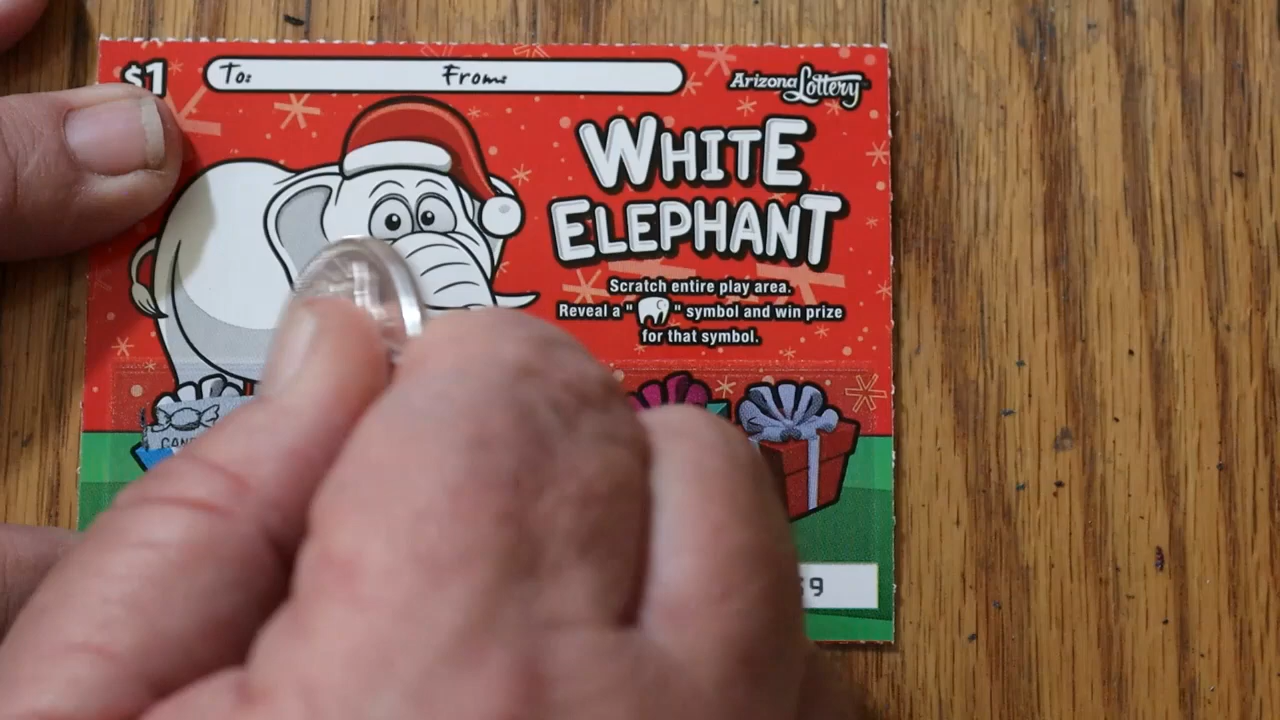 $1
To: From:
Arizona Lottery
WHITE
ELEPHANT
Scratch entire play area.
Reveal a " " symbol and win prize
for that symbol.
9